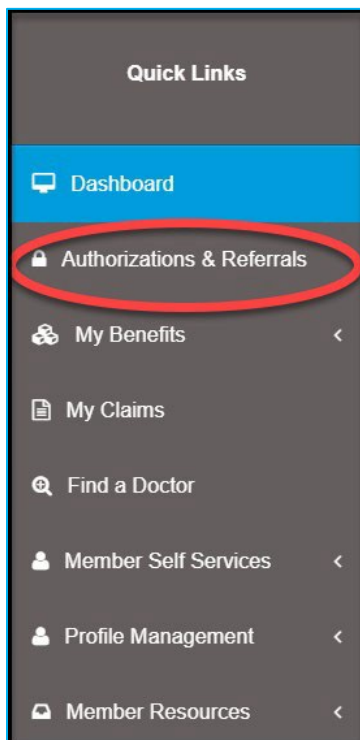 Quick Links
Dashboard
Authorizations & Referrals
My Benefits
My Claims
Find a Doctor
Member Self Services
Profile Management
Member Resources